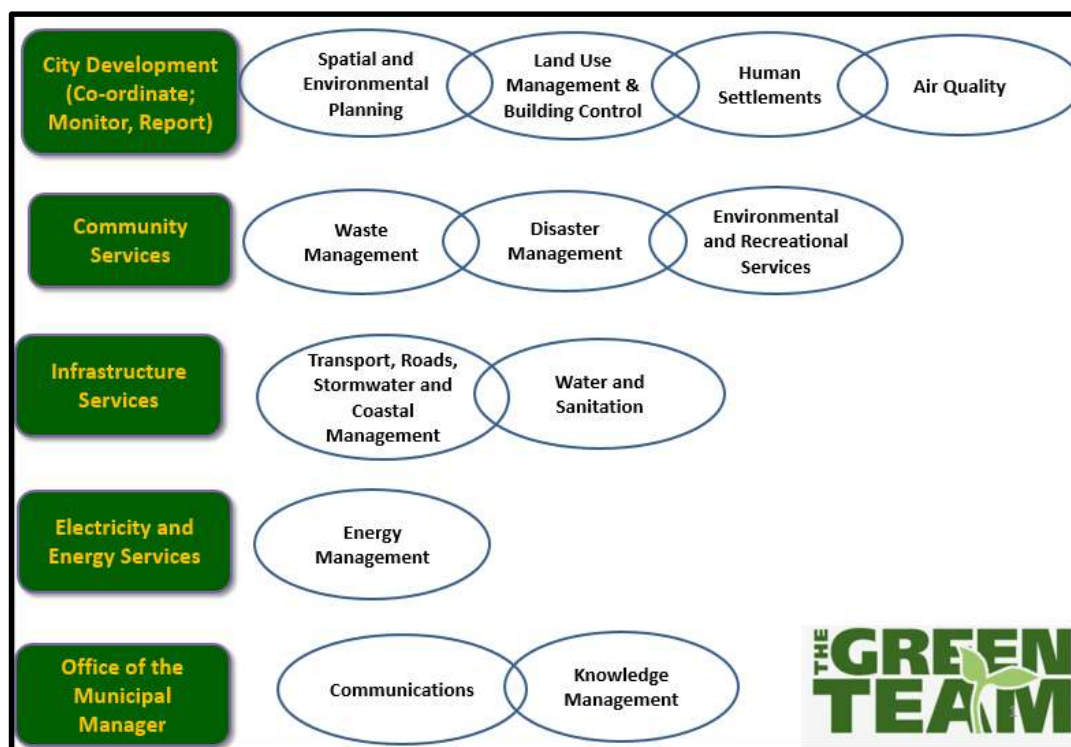 City Development
(Co-ordinate;
Monitor, Report)
Spatial and
Environmental
Planning
Land Use
Management &
Building Control
Human
Settlements
Air Quality
Community
Services
Waste
Management
Disaster
Management
Environmental
and Recreational
Services
Infrastructure
Services
Transport, Roads,
Stormwater and
Coastal
Management
Water and
Sanitation
Electricity and
Energy Services
Energy
Management
Office of the
Municipal
Manager
Communications
Knowledge
Management
THE
GREEN
TEAM